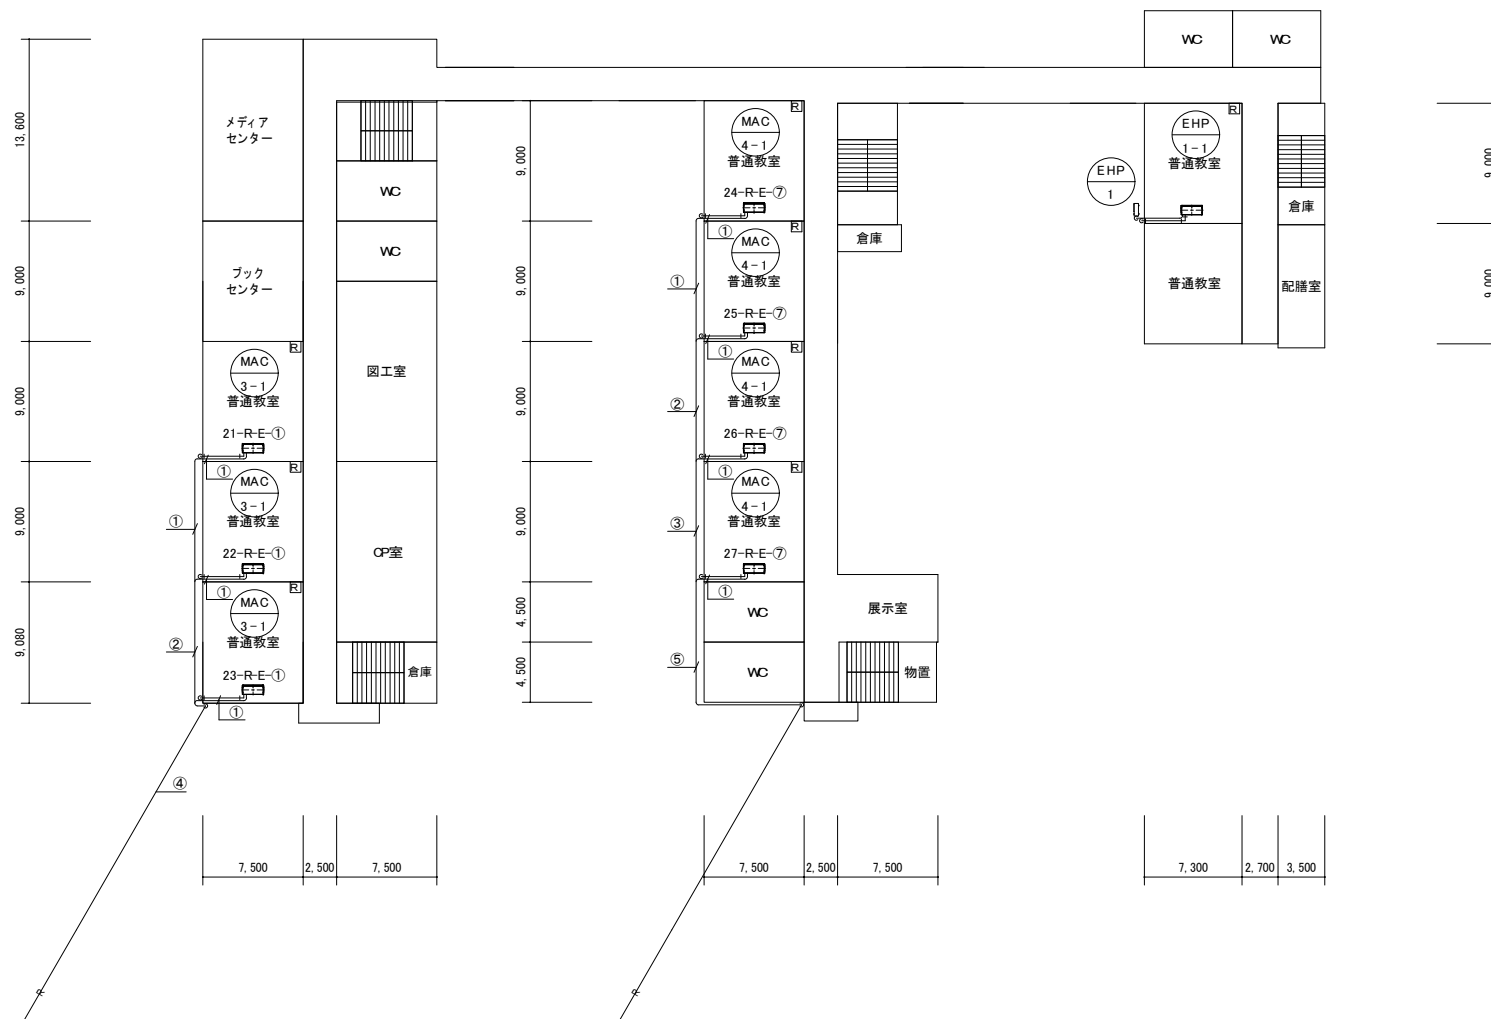 WC
WC
13,600
メディア
センター
WC
9,000
MAC
4-1
普通教室
24-R-E-⑦
R
EHP
1-1
普通教室
R
EHP
1
9,000
倉庫
9,000
ブック
センター
WC
9,000
①
①
MAC
4-1
普通教室
25-R-E-⑦
R
倉庫
普通教室
配膳室
9,000
9,000
MAC
3-1
普通教室
21-R-E-①
R
図工室
9,000
②
①
MAC
4-1
普通教室
26-R-E-⑦
R
9,000
①
①
MAC
3-1
普通教室
22-R-E-①
R
CP室
9,000
③
①
MAC
4-1
普通教室
27-R-E-⑦
R
9,080
②
①
MAC
3-1
普通教室
23-R-E-①
R
①
倉庫
4,500
4,500
①
⑤
WC
WC
展示室
物置
④
7,500
2,500
7,500
7,500
2,500
7,500
7,300
2,700
3,500
R
R